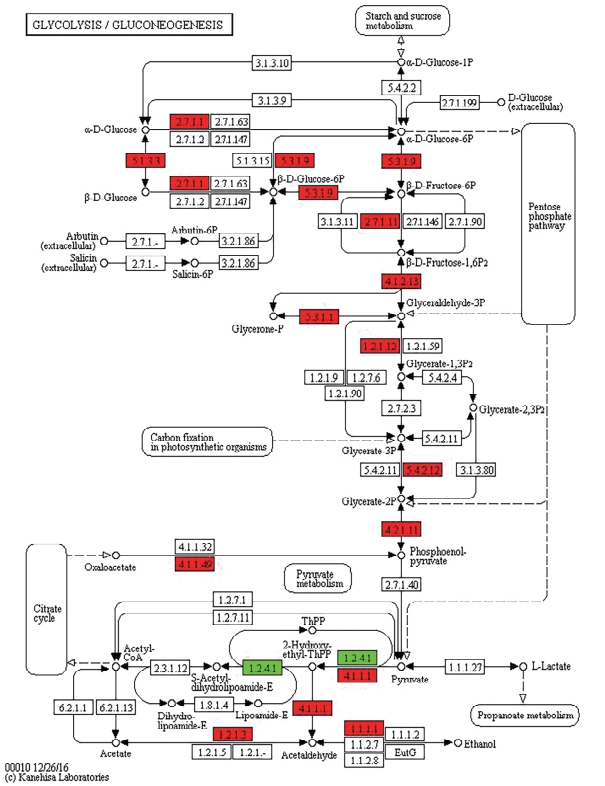 GLYCOLYSIS / GLUCONEOGENESIS
Starch and sucrose
metabolism
3.1.3.10
α-D-Glucose-1P
5.4.2.2
3.1.3.9
2.7.1.199
D-Glucose
(extracellular)
α-D-Glucose
2.7.1.1
2.7.1.63
2.7.1.2
2.7.1.147
α-D-Glucose-6P
5.1.3.3
5.1.3.15
5.3.1.9
5.3.1.9
2.7.1.1
2.7.1.63
β-D-Glucose-6P
5.3.1.9
β-D-Fructose-6P
β-D-Glucose
2.7.1.2
2.7.1.147
Pentose
phosphate
pathway
3.1.3.11
2.7.1.11
2.7.1.146
2.7.1.90
Arbutin
(extracellular)
2.7.1.-
Arbutin-6P
3.2.1.86
Salicin
(extracellular)
2.7.1.-
Salicin-6P
3.2.1.86
β-D-Fructose-1,6P2
4.1.2.13
Glyceraldehyde-3P
Glycerone-P
5.3.1.1
1.2.1.12
1.2.1.59
Glycerate-1,3P2
1.2.1.9
1.2.7.6
1.2.1.90
5.4.2.4
2.7.2.3
Glycerate-2,3P2
Carbon fixation
in photosynthetic organisms
5.4.2.11
Glycerate-3P
5.4.2.11
5.4.2.12
3.1.3.80
Glycerate-2P
4.2.1.11
4.1.1.32
4.1.1.49
Oxaloacetate
Phosphoenol-
pyruvate
Citrate
cycle
Pyruvate
metabolism
2.7.1.40
1.2.7.1
1.2.7.11
ThPP
Acetyl-
CoA
2-Hydroxy-
ethyl-ThPP
2.3.1.12
1.2.4.1
1.2.4.1
4.1.1.1
Pyruvate
1.1.1.27
L-Lactate
S-Acetyl-
dihydrolipoamide-E
6.2.1.1
6.2.1.13
1.8.1.4
Dihydro-
lipoamide-E
Lipoamide-E
4.1.1.1
Propanoate metabolism
1.2.1.3
1.1.1.1
1.1.1.2
Acetate
1.2.1.5
1.2.1.-
Acetaldehyde
1.1.2.7
EutG
1.1.2.8
Ethanol
00010 12/26/16
(c) Kanehisa Laboratories